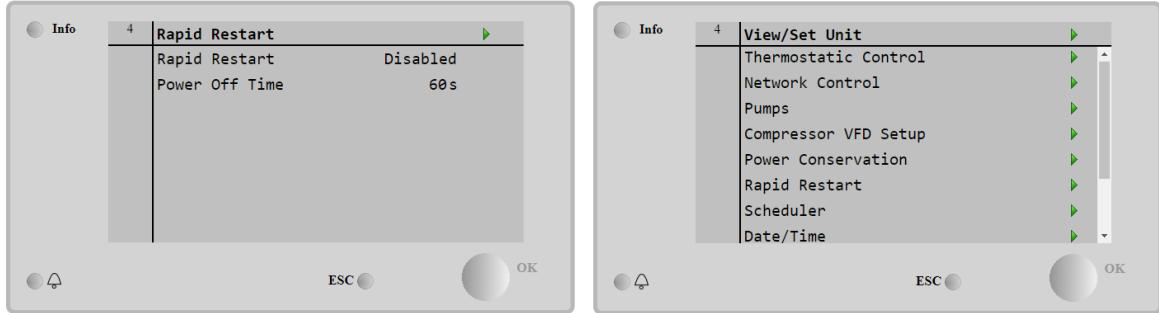 Info
4
Rapid Restart
Rapid Restart Disabled
Power Off Time 60s
ESC
OK
Info
4
View/Set Unit
Thermostatic Control
Network Control
Pumps
Compressor VFD Setup
Power Conservation
Rapid Restart
Scheduler
Date/Time
ESC
OK